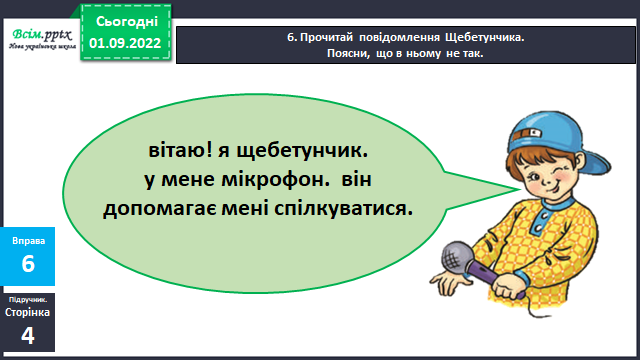 Всім.pptx
Нова українська школа
Сьогодні
01.09.2022
6. Прочитай повідомлення Щебетунчика.
Поясни, що в ньому не так.
вітаю! я щебетунчик.
у мене мікрофон. він
допомагає мені спілкуватися.
Вправа
6
Підручник.
Сторінка
4